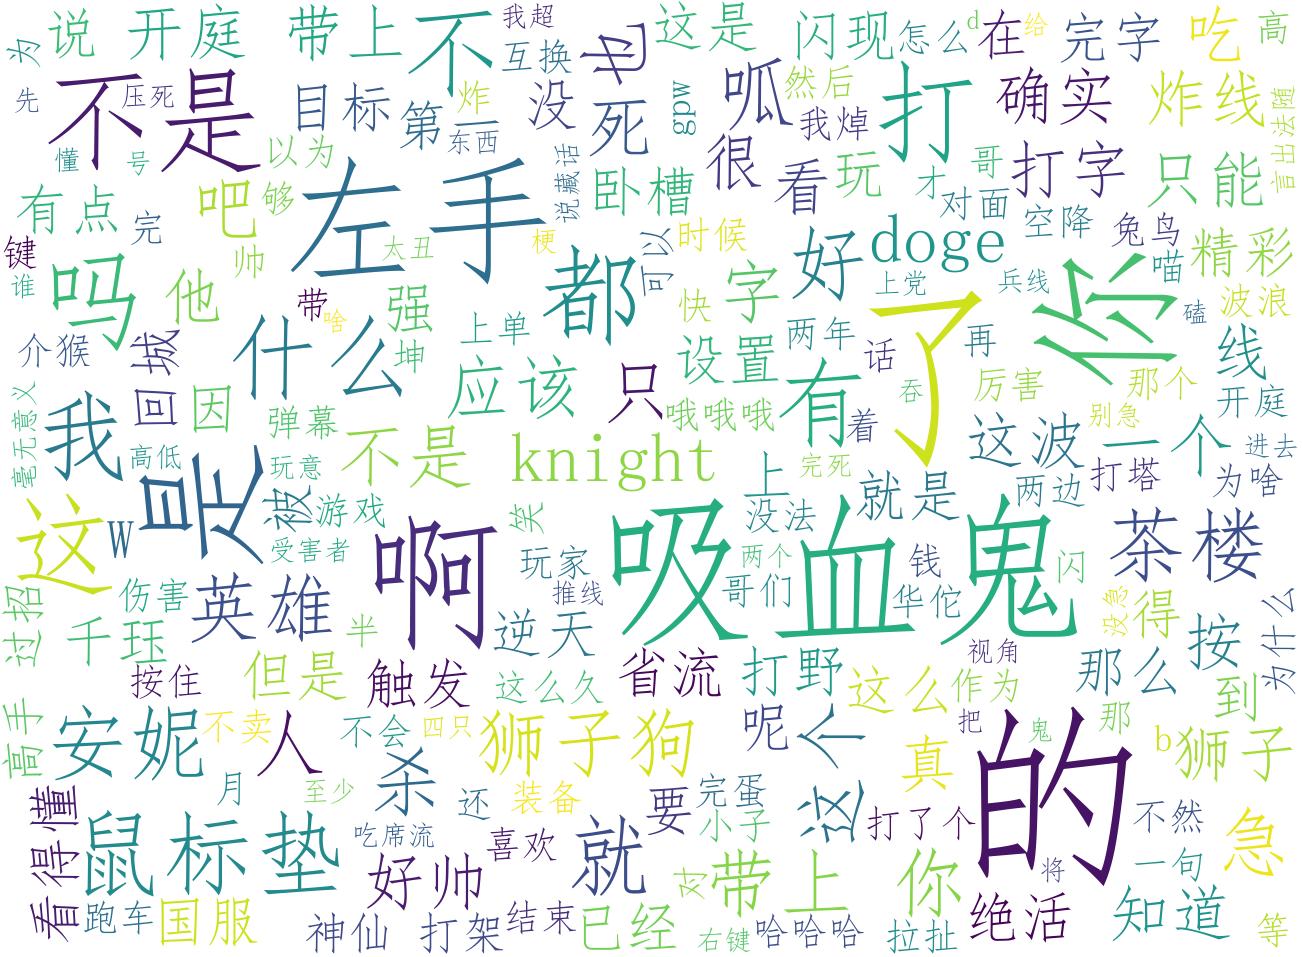 为 说 开庭 带上 不 我超 互换 也 这是 闪现 怎么 d 在 给 完字 吃 高
先 压死 不是 目标 第一 炸 没 死 gpw 呱 然后 我焯 打 确实 炸线 言出法随
懂 号 以为 东西 说藏话 卧槽 很 看 玩 才 哥 打字 只能
有点 完 吧 够 左手 对面 空降 兔鸟
键 谁 吗 他 帅 太丑 梗 都 可以 时候 好 doge 上党 兵线 你 喵 精彩
带 啥 强 快 字 两年 了 磕 波浪
介猴 回城 什么 坤 上单 设置 话 再 线
毫无意义 我 因 弹幕 应该 只 哦哦哦 有 着 吞 厉害 那个 开庭
高低 是 玩意 不是 knight 上 完死 这波 别急 一个 进去
这 w 被 游戏 笑 没法 就是 两边 打塔 为啥
受害者 啊 玩家 吸血鬼 两个 钱 闪 茶楼
过招 伤害 英雄 推线 哥们 华佗 没急 得 为什么
千珏 半 逆天 视角 按
按住 但是 触发 这么久 省流 打野 这么 作为 那么 到
高手 安妮 不卖 人 不会 四只 狮子狗 呢 个 把 的 鬼 那 b 狮子
月 至少 杀 还 装备 要 完蛋 真
看得懂 鼠标垫 吃席流 喜欢 就 小子 这 打了个 不然 急
好帅 对 带上 你 将 一句
跑车 国服 神仙 打架 结束 已经 右键 哈哈哈 拉扯 绝活 知道 等